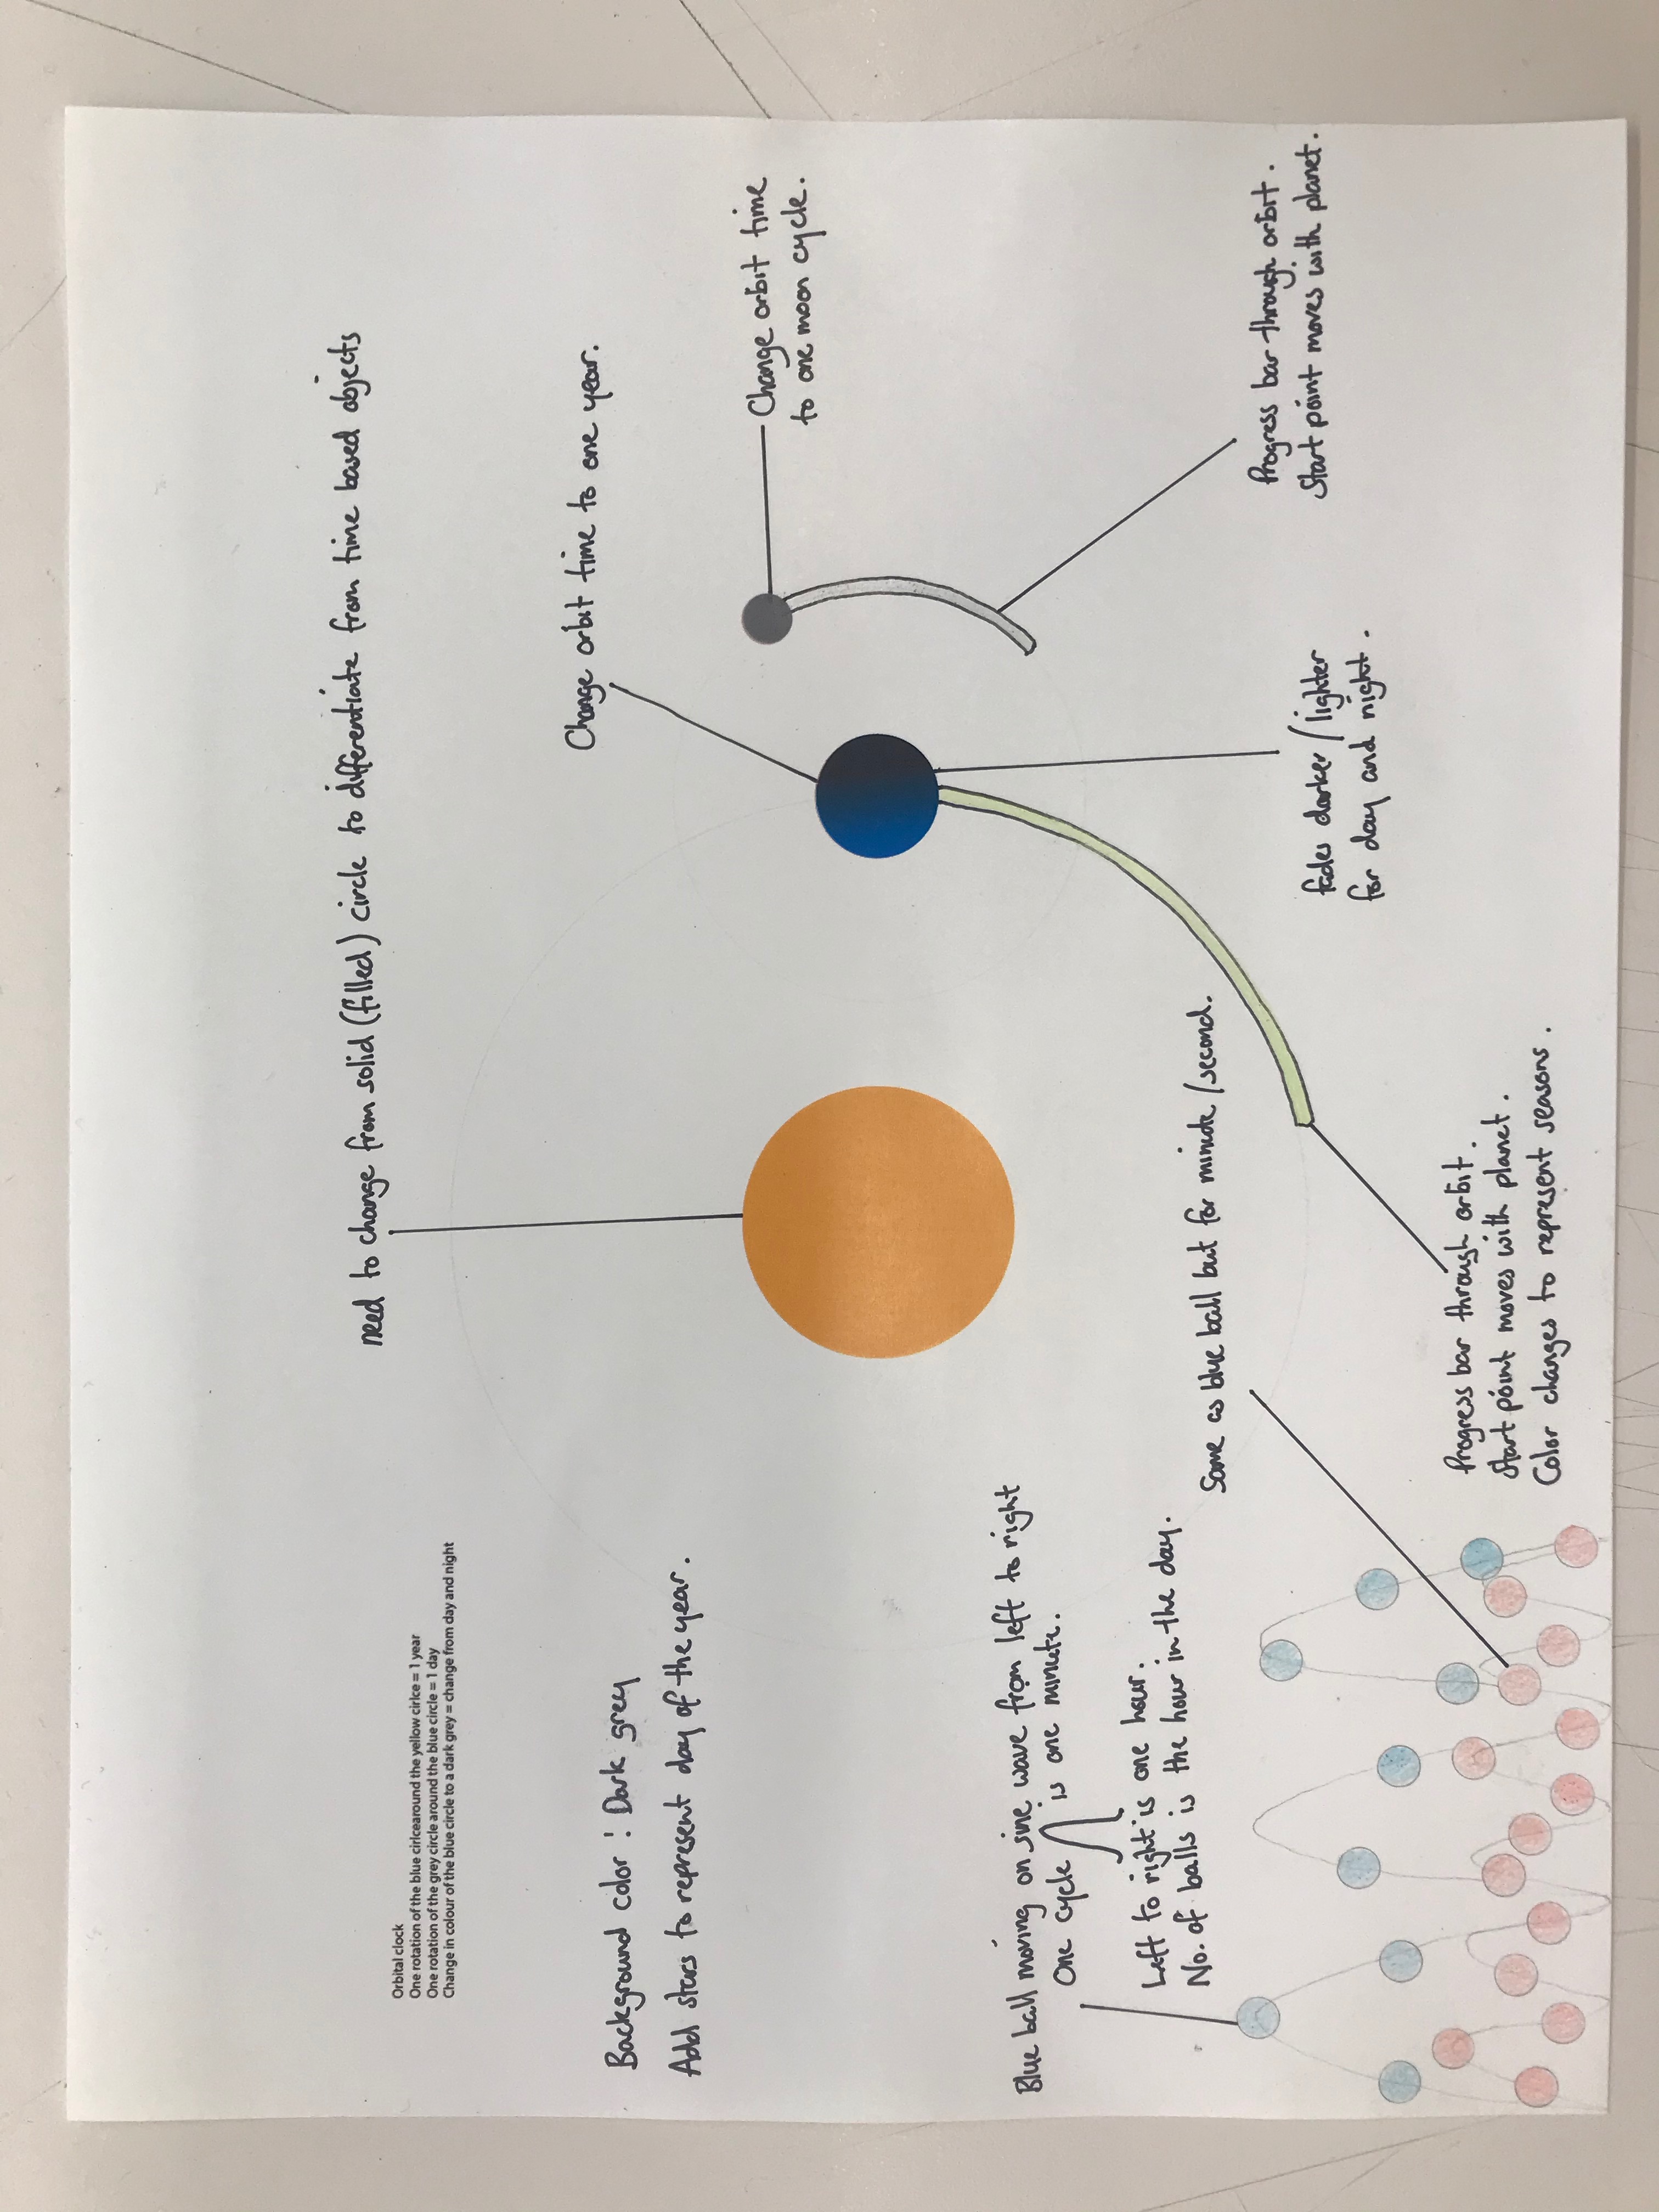 need to change from solid (filled) circle to differentiate from time based objects
Orbital clock
One rotation of the blue cirlcearound the yellow cirlce = 1 year
One rotation of the grey circle around the blue circle = 1 day
Change in colour of the blue circle to a dark grey = change from day and night
Change orbit time to one year.
Change orbit time
to one moon cycle.
Background color : Dark grey
Add stars to represent day of the year.
Blue ball moving on sine wave from left to right
One cycle is one minute.
Left to right is one hour.
No. of balls is the hour in the day.
Same as blue ball but for minute/second.
Progress bar through orbit.
Start point moves with planet.
fades darker/lighter
for day and night.
Progress bar through orbit.
Start point moves with planet.
Color changes to represent seasons.